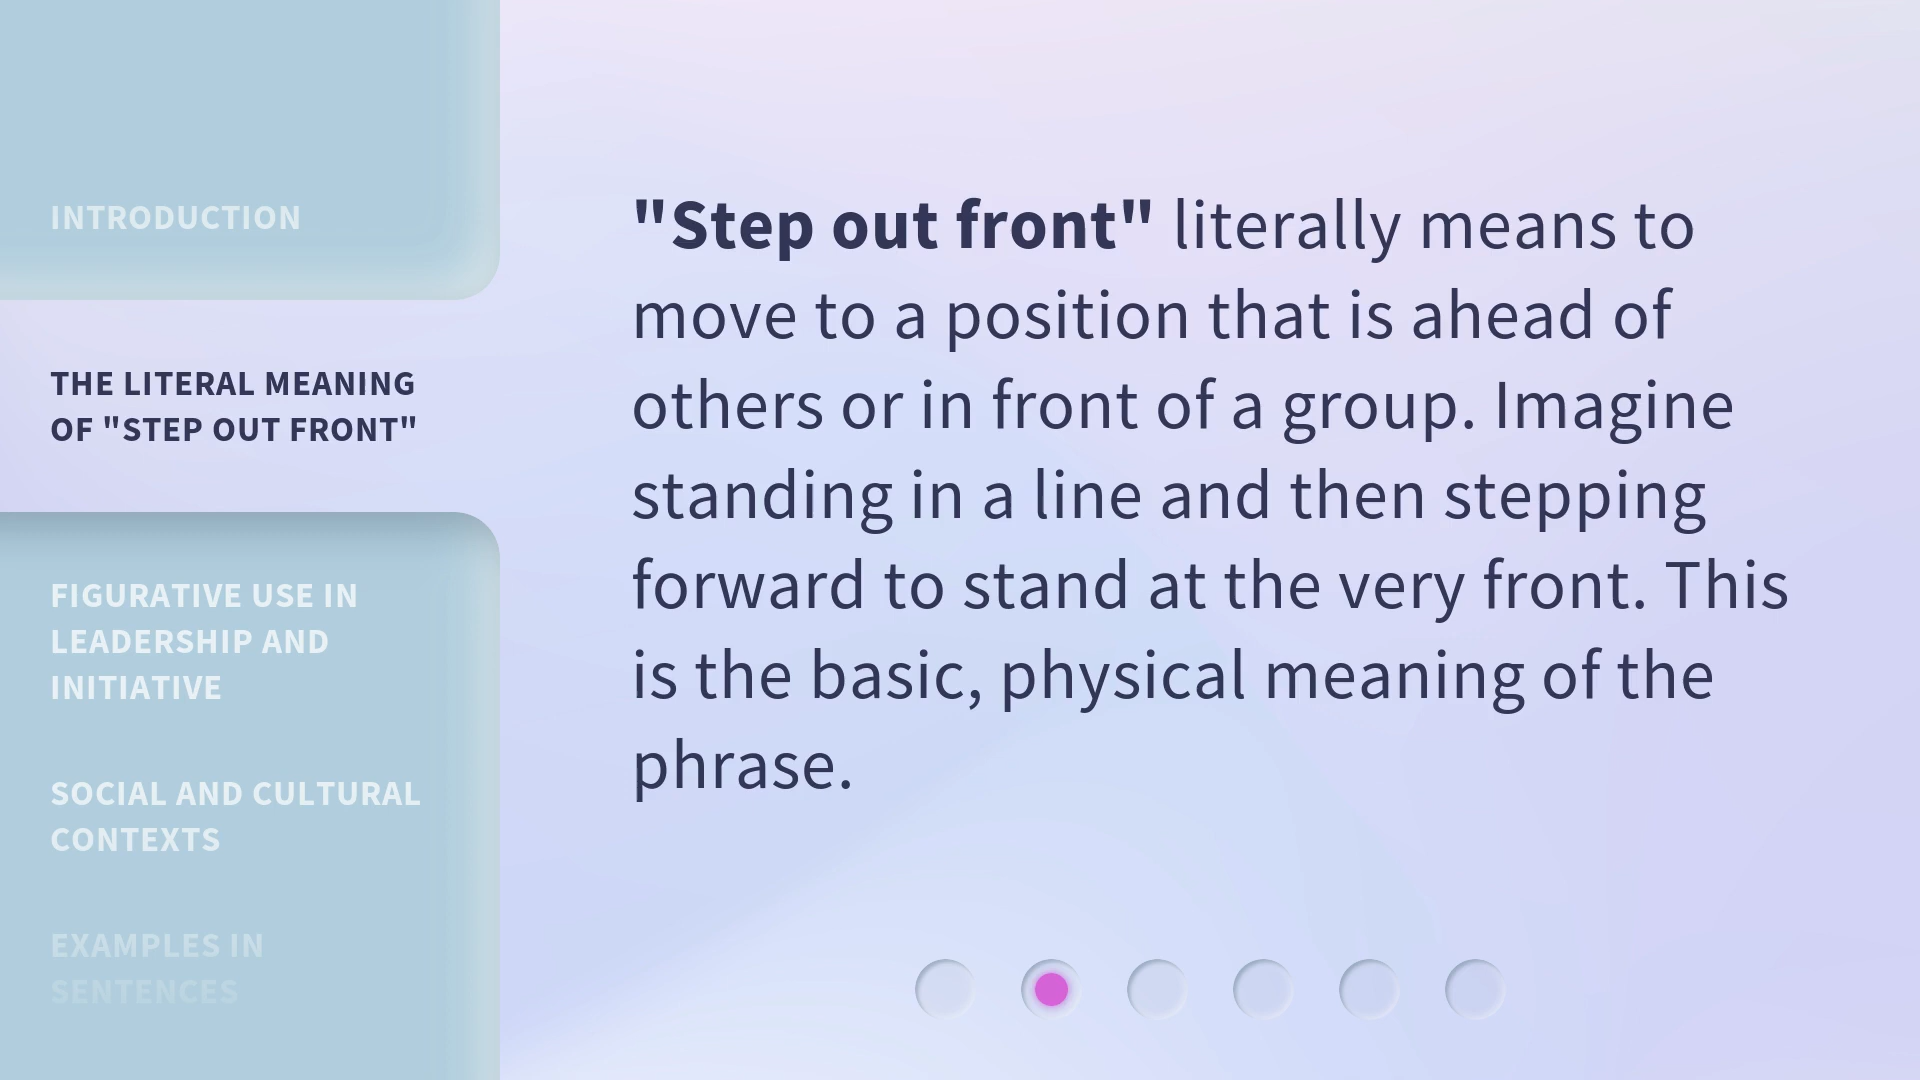 INTRODUCTION
THE LITERAL MEANING
OF "STEP OUT FRONT"
FIGURATIVE USE IN
LEADERSHIP AND
INITIATIVE
SOCIAL AND CULTURAL
CONTEXTS
EXAMPLES IN
SENTENCES
"Step out front" literally means to
move to a position that is ahead of
others or in front of a group. Imagine
standing in a line and then stepping
forward to stand at the very front. This
is the basic, physical meaning of the
phrase.